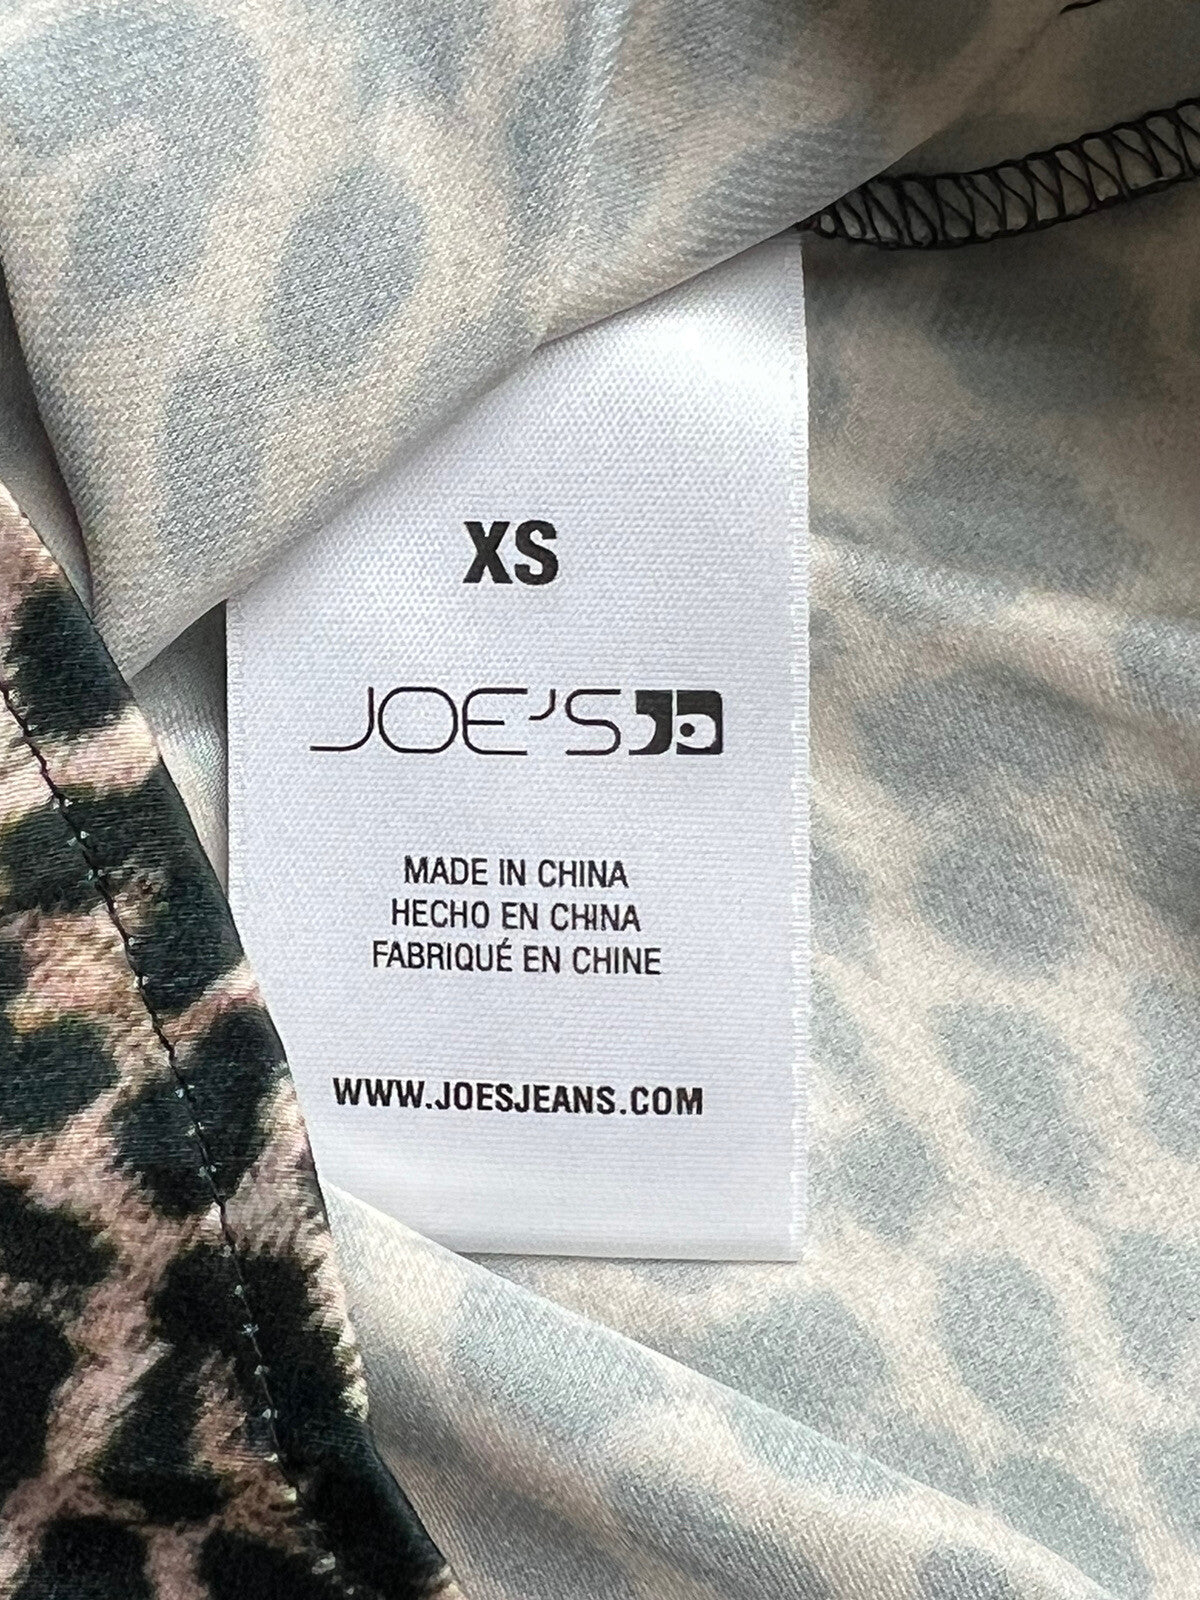 XS
JOE'S
MADE IN CHINA
HECHO EN CHINA
FABRIQUÉ EN CHINE
WWW.JOESJEANS.COM